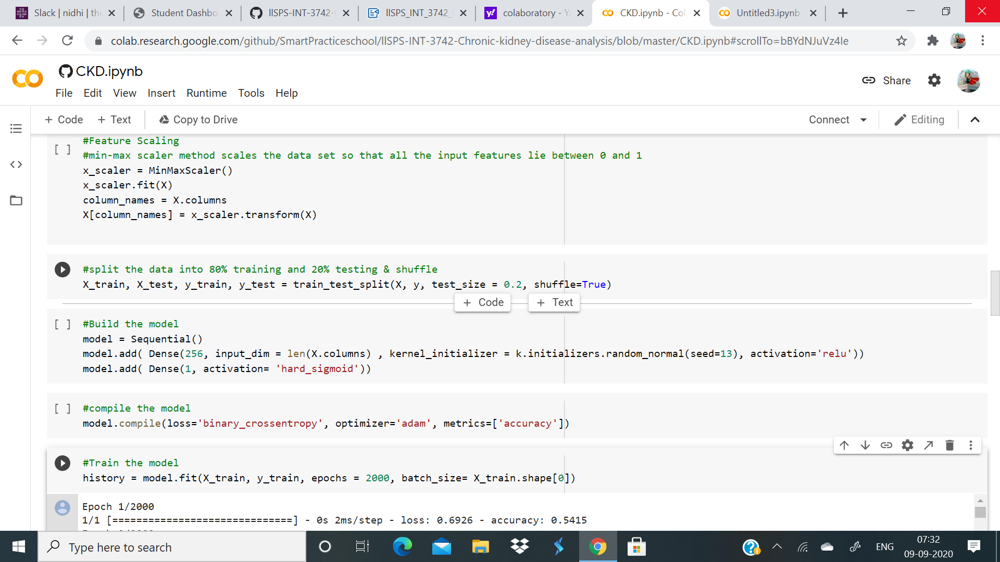 Slack | nidhi | the
Student Dashbo
llSPS-INT-3742-
llSPS_INT_3742_
colaboratory - Y
CKD.ipynb - Col
Untitled3.ipynb
colab.research.google.com/github/SmartPracticeschool/llSPS-INT-3742-Chronic-kidney-disease-analysis/blob/master/CKD.ipynb#scrollTo=bBYdNJuVz4Ie
CKD.ipynb
Share
File Edit View Insert Runtime Tools Help
+ Code + Text Copy to Drive
Connect
Editing
[ ]
#Feature Scaling
#min-max scaler method scales the data set so that all the input features lie between 0 and 1
x_scaler = MinMaxScaler()
x_scaler.fit(X)
column_names = X.columns
X[column_names] = x_scaler.transform(X)
#split the data into 80% training and 20% testing & shuffle
X_train, X_test, y_train, y_test = train_test_split(X, y, test_size = 0.2, shuffle=True)
+ Code + Text
[ ] #Build the model
model = Sequential()
model.add( Dense(256, input_dim = len(X.columns) , kernel_initializer = k.initializers.random_normal(seed=13), activation='relu'))
model.add( Dense(1, activation= 'hard_sigmoid'))
[ ] #compile the model
model.compile(loss='binary_crossentropy', optimizer='adam', metrics=['accuracy'])
#Train the model
history = model.fit(X_train, y_train, epochs = 2000, batch_size= X_train.shape[0])
Epoch 1/2000
1/1 [==============================] - 0s 2ms/step - loss: 0.6926 - accuracy: 0.5415
Type here to search
ENG
07:32
09-09-2020